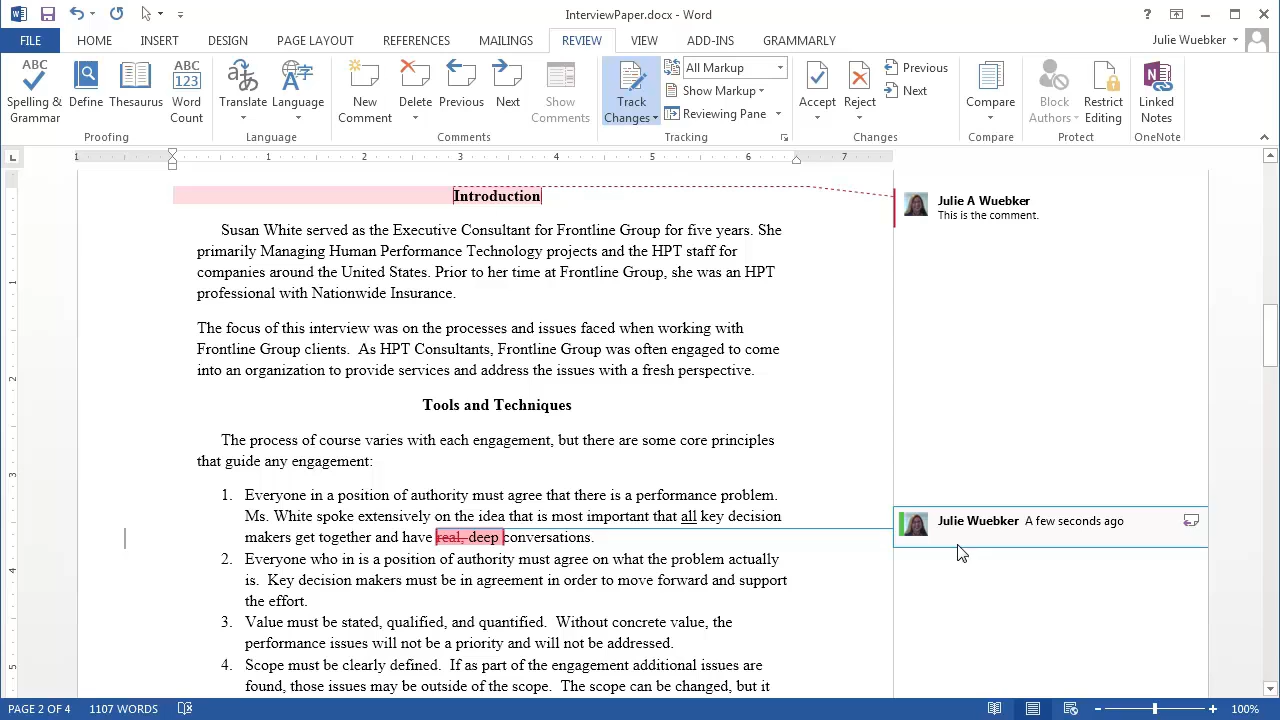 InterviewPaper.docx - Word
FILE HOME INSERT DESIGN PAGE LAYOUT REFERENCES MAILINGS REVIEW VIEW ADD-INS GRAMMARLY Julie Wuebker
ABC Spelling & Grammar
Define
Thesaurus
ABC 123 Word Count
Proofing
Translate
Language
Language
New Comment
Delete
Previous
Next
Show Comments
Comments
Track Changes
All Markup
Show Markup
Reviewing Pane
Tracking
Accept
Reject
Previous
Next
Changes
Compare
Compare
Block Authors
Restrict Editing
Protect
Linked Notes
OneNote
1 1 2 3 4 5 6 7
Introduction
Susan White served as the Executive Consultant for Frontline Group for five years. She
primarily Managing Human Performance Technology projects and the HPT staff for
companies around the United States. Prior to her time at Frontline Group, she was an HPT
professional with Nationwide Insurance.
The focus of this interview was on the processes and issues faced when working with
Frontline Group clients.  As HPT Consultants, Frontline Group was often engaged to come
into an organization to provide services and address the issues with a fresh perspective.
Tools and Techniques
The process of course varies with each engagement, but there are some core principles
that guide any engagement:
1. Everyone in a position of authority must agree that there is a performance problem.
Ms. White spoke extensively on the idea that is most important that all key decision
makers get together and have real, deep conversations.
2. Everyone who in is a position of authority must agree on what the problem actually
is.  Key decision makers must be in agreement in order to move forward and support
the effort.
3. Value must be stated, qualified, and quantified.  Without concrete value, the
performance issues will not be a priority and will not be addressed.
4. Scope must be clearly defined.  If as part of the engagement additional issues are
found, those issues may be outside of the scope.  The scope can be changed, but it
Julie A Wuebker
This is the comment.
Julie Wuebker A few seconds ago
1
2
3
4
5
PAGE 2 OF 4 1107 WORDS 100%